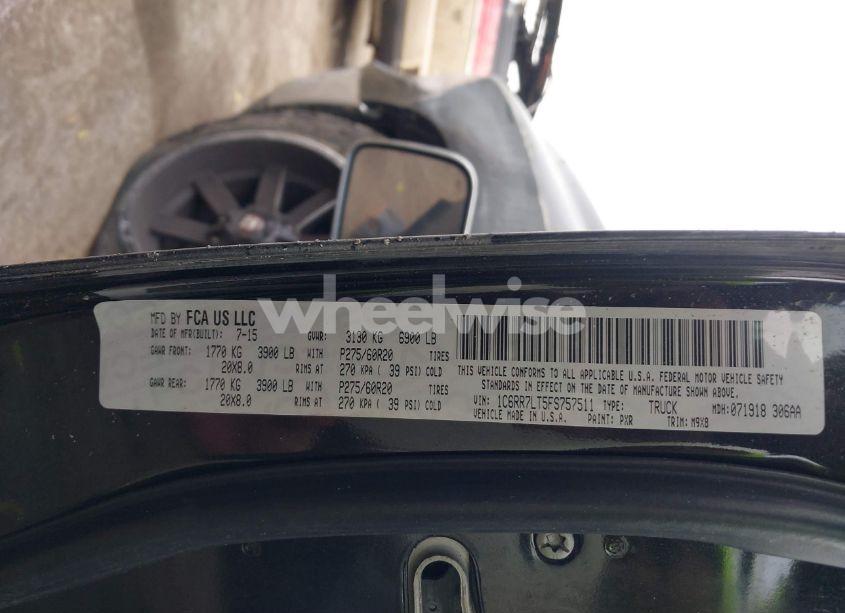 wheelwise
MFD BY FCA US LLC
DATE OF MFR(BUILT): 7-15 GVWR: 3130 KG 6900 LB
GAWR FRONT: 1770 KG 3900 LB WITH P275/60R20 TIRES
20X8.0 RIMS AT 270 KPA ( 39 PSI) COLD
GAWR REAR: 1770 KG 3900 LB WITH P275/60R20 TIRES
20X8.0 RIMS AT 270 KPA ( 39 PSI) COLD
THIS VEHICLE CONFORMS TO ALL APPLICABLE U.S.A. FEDERAL MOTOR VEHICLE SAFETY
STANDARDS IN EFFECT ON THE DATE OF MANUFACTURE SHOWN ABOVE.
VIN: 1C6RR7LT5FS757511 TYPE: TRUCK MDH:071918 306AA
VEHICLE MADE IN U.S.A. PAINT: PXR TRIM: M9X8